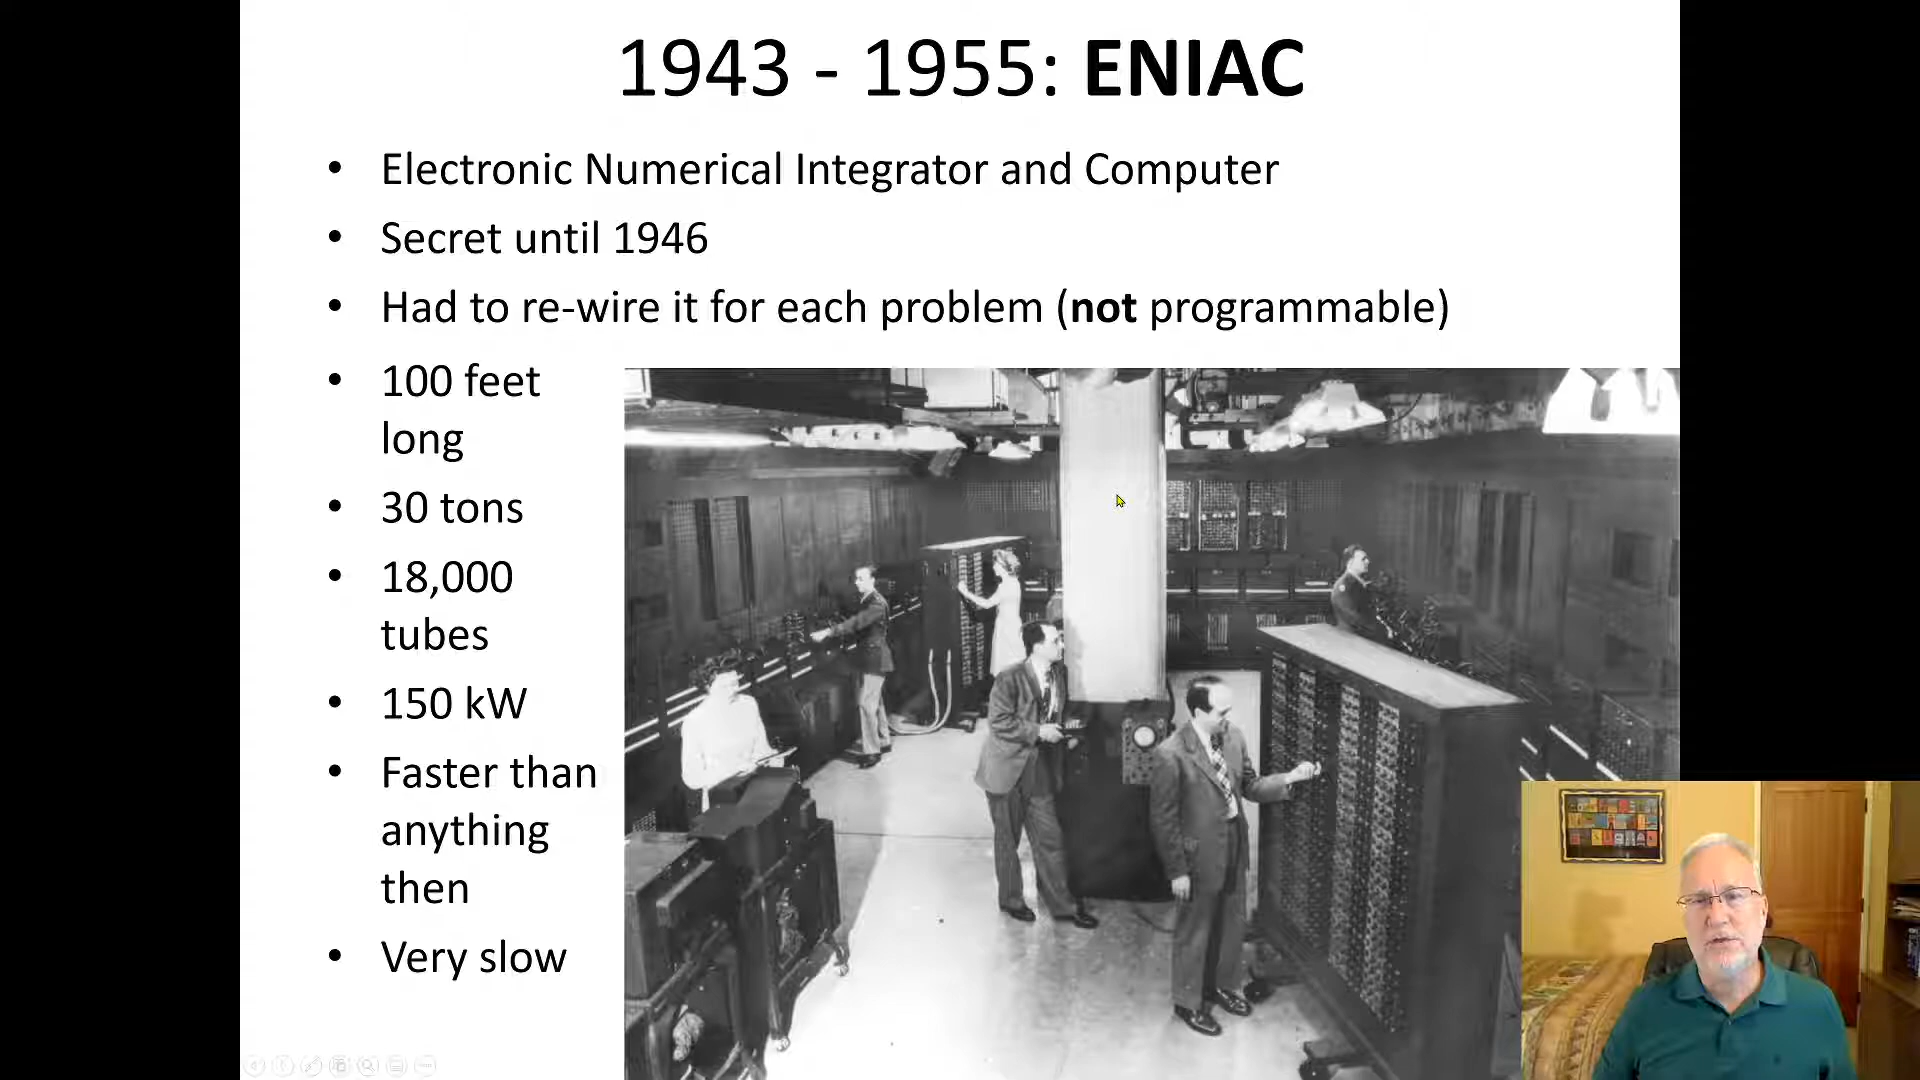 1943 - 1955: ENIAC
• Electronic Numerical Integrator and Computer
• Secret until 1946
• Had to re-wire it for each problem (not programmable)
• 100 feet
long
• 30 tons
• 18,000
tubes
• 150 kW
• Faster than
anything
then
• Very slow